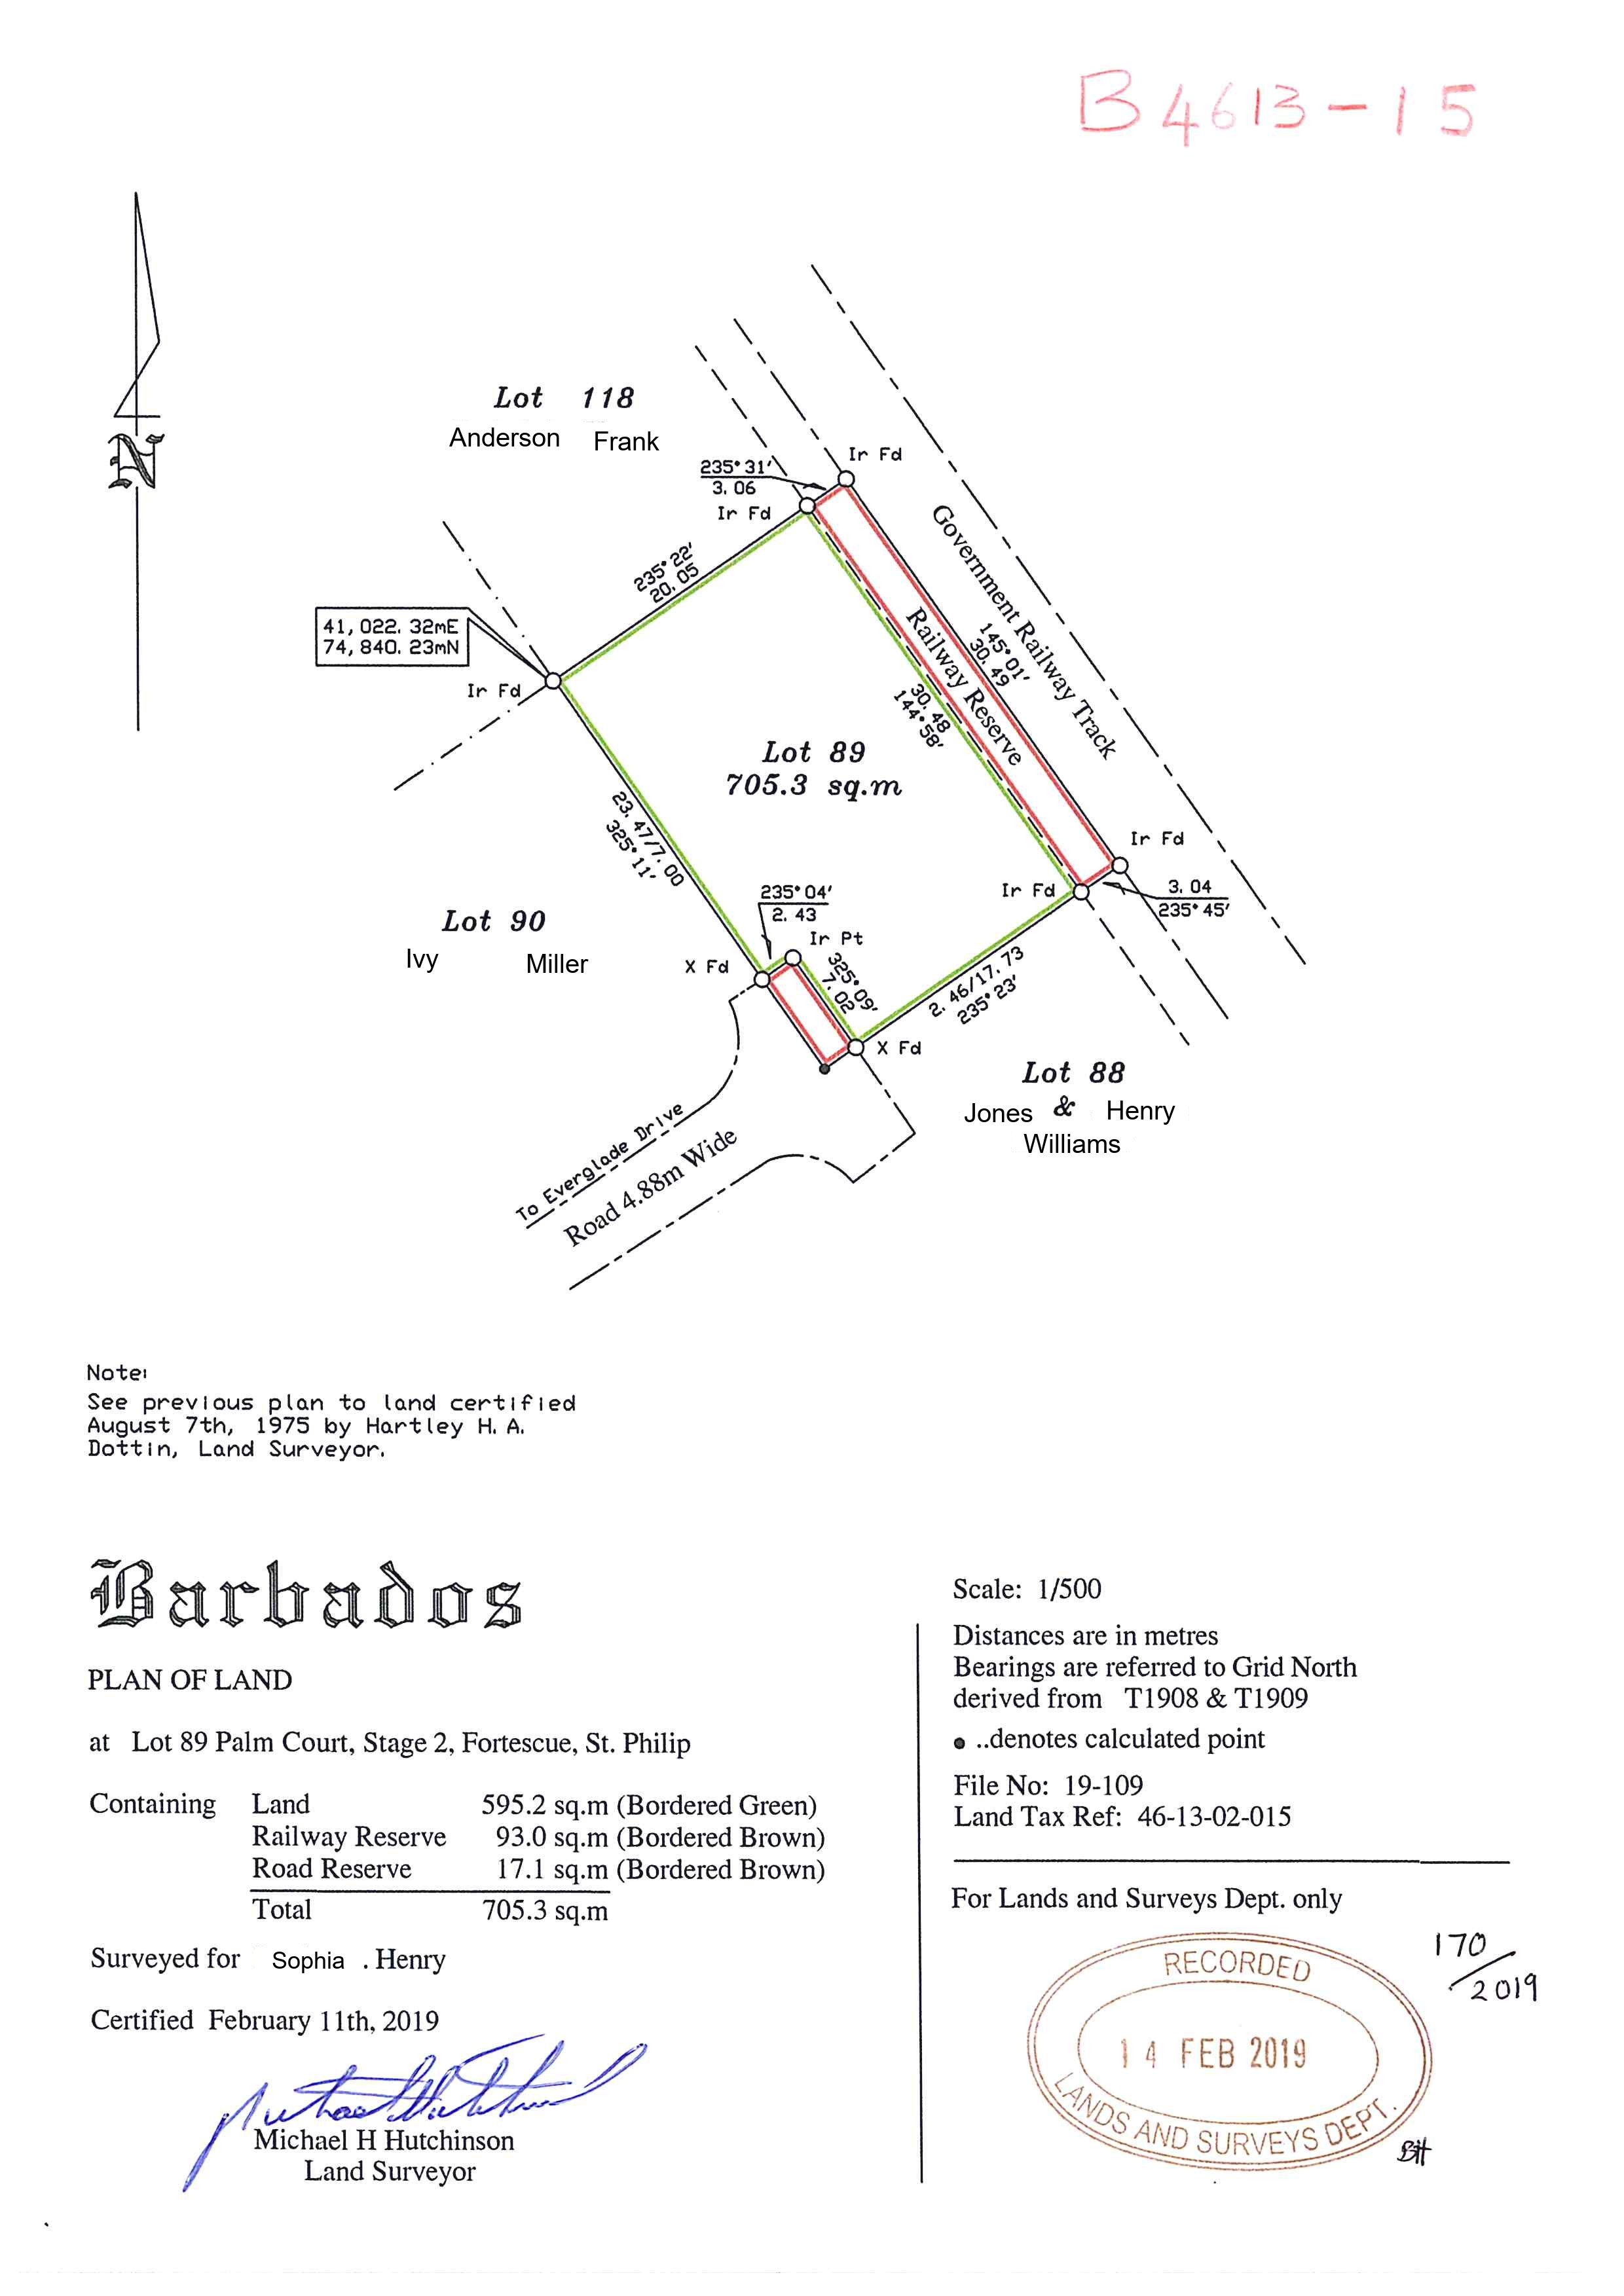 B4613-15
Lot 118
Anderson Frank
235°31'
3.06
Ir Fd
Ir Fd
N
235°22'
20.05
Government Railway Track
41,022.32mE
74,840.23mN
Ir Fd
Railway Reserve
145°01'
30.49
30.48
144°58'
Lot 89
705.3 sq.m
23.47/7.00
325°11'
Ir Fd
Ir Fd
3.04
235°45'
235°04'
2.43
Lot 90
Ivy Miller
Ir Pt
X Fd
325°09'
7.02
2.46/17.73
235°23'
X Fd
Lot 88
Jones & Henry
Williams
To Everglade Drive
Road 4.88m Wide
Note:
See previous plan to land certified
August 7th, 1975 by Hartley H.A.
Dottin, Land Surveyor.
Barbados
PLAN OF LAND
at Lot 89 Palm Court, Stage 2, Fortescue, St. Philip
Containing Land 595.2 sq.m (Bordered Green)
Railway Reserve 93.0 sq.m (Bordered Brown)
Road Reserve 17.1 sq.m (Bordered Brown)
Total 705.3 sq.m
Surveyed for Sophia . Henry
Certified February 11th, 2019
Michael H Hutchinson
Land Surveyor
Scale: 1/500
Distances are in metres
Bearings are referred to Grid North
derived from T1908 & T1909
● ..denotes calculated point
File No: 19-109
Land Tax Ref: 46-13-02-015
For Lands and Surveys Dept. only
170/2019
RECORDED
14 FEB 2019
LANDS AND SURVEYS DEPT.
BH